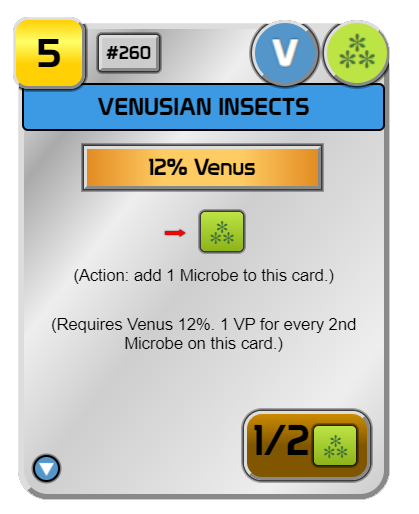 5
#260
V
VENUSIAN INSECTS
12% Venus
(Action: add 1 Microbe to this card.)
(Requires Venus 12%. 1 VP for every 2nd
Microbe on this card.)
1/2